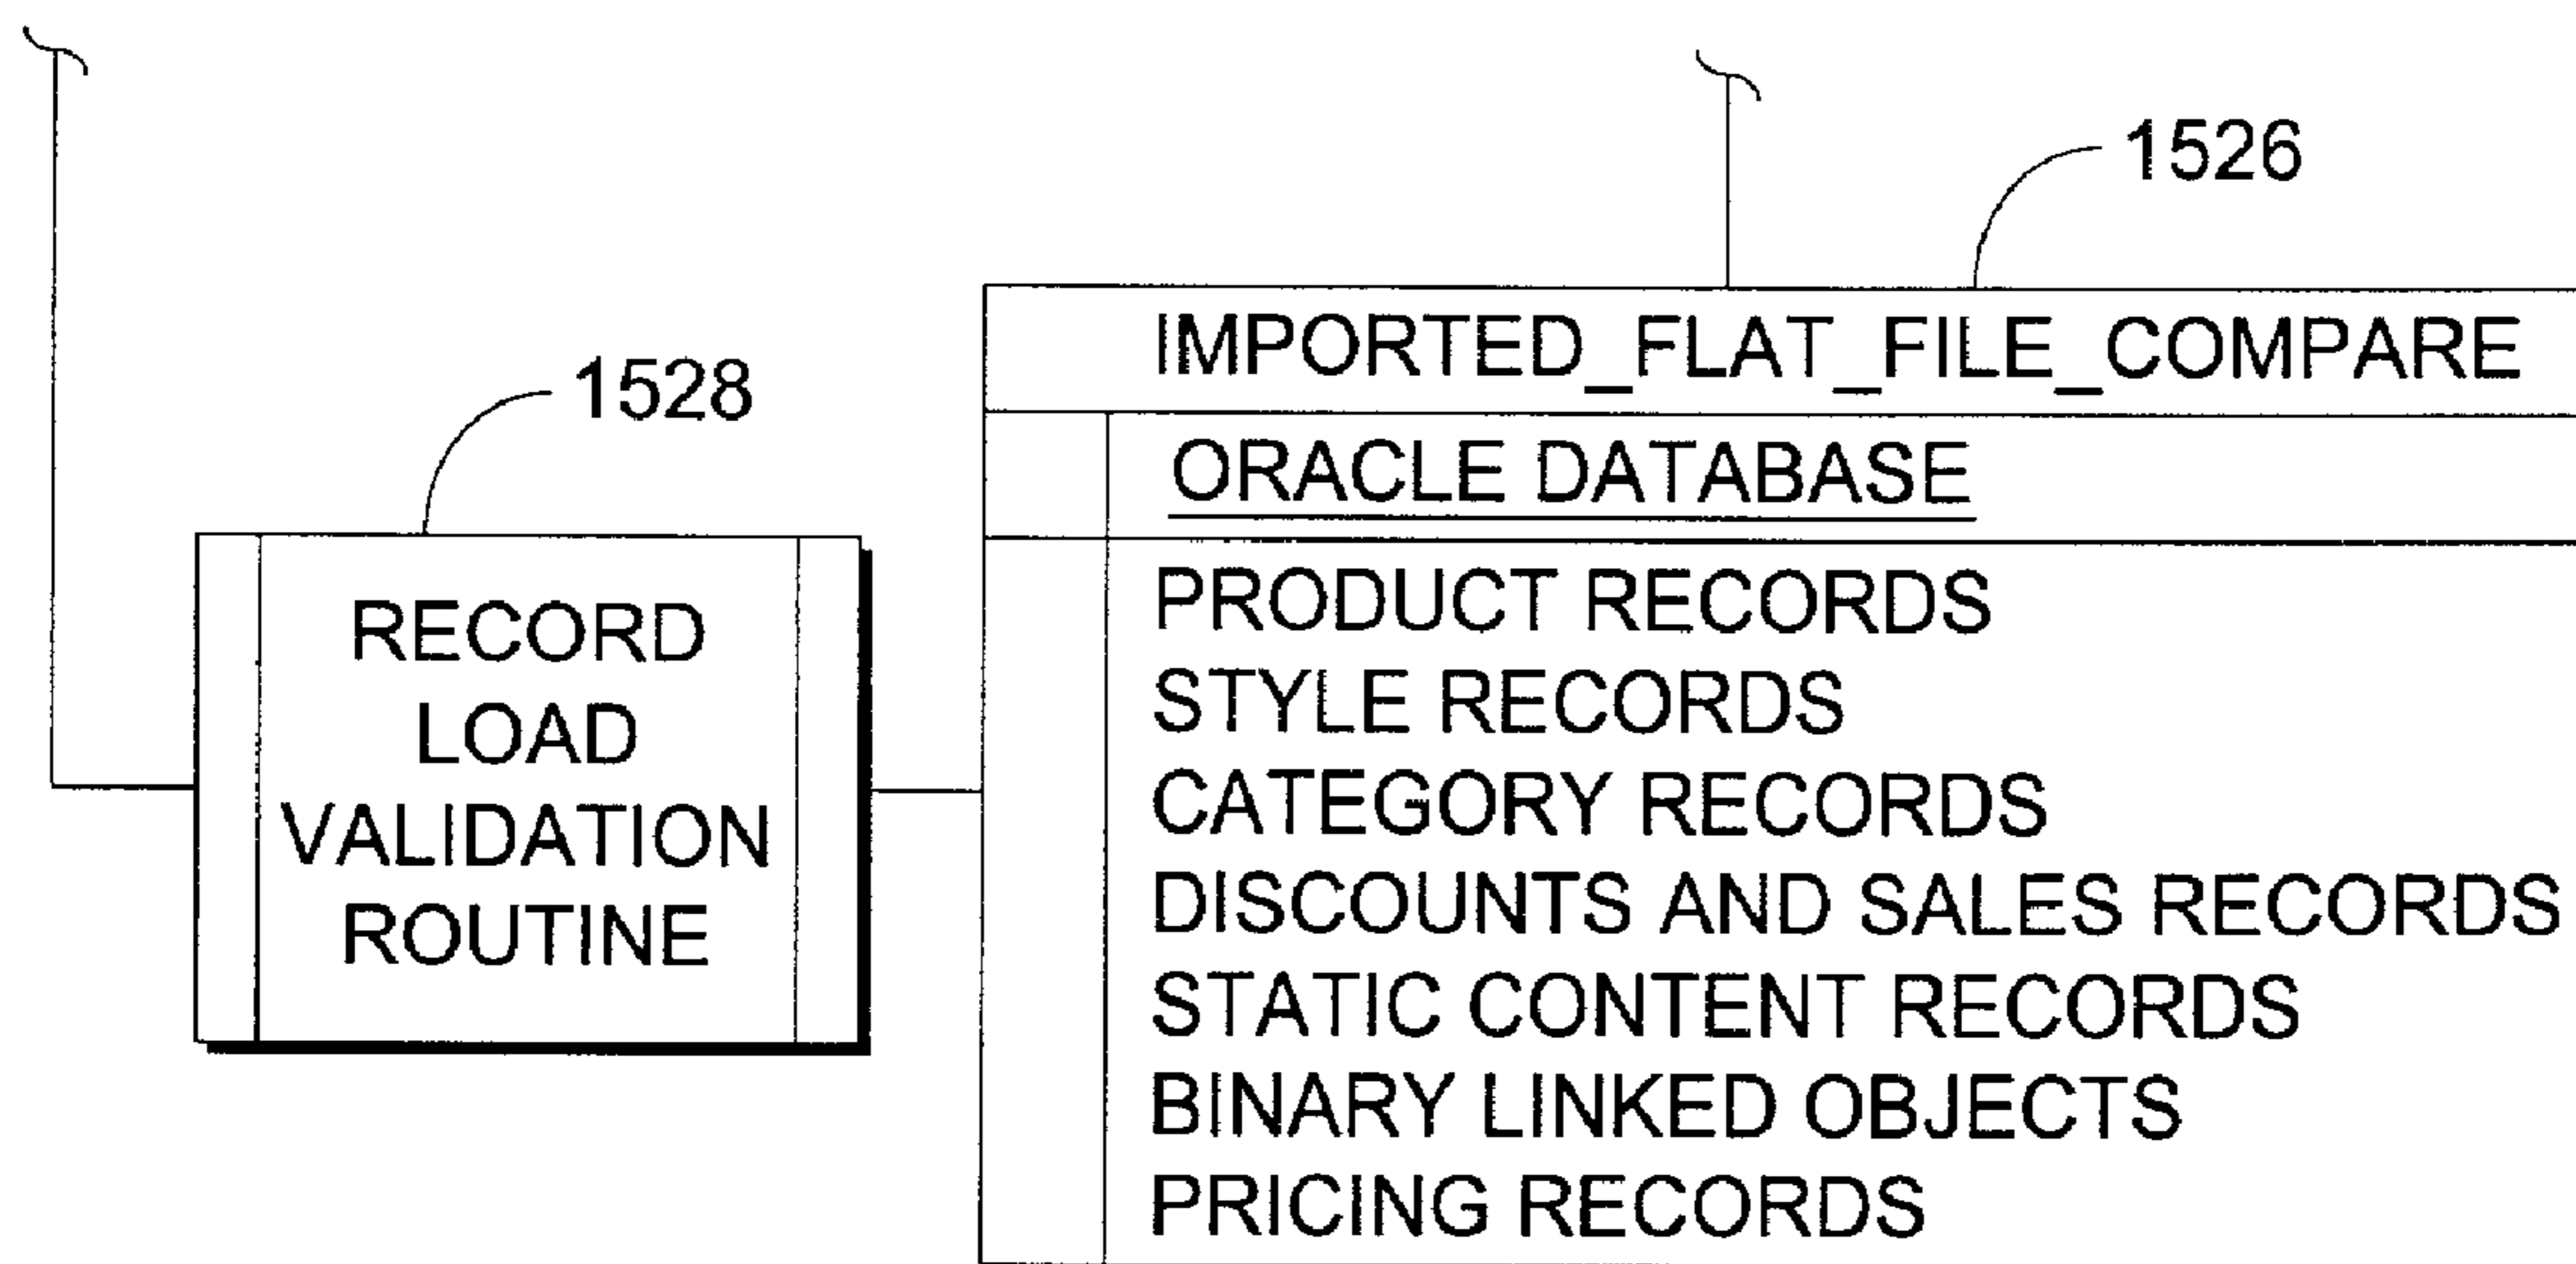 1526
IMPORTED_FLAT_FILE_COMPARE
1528
ORACLE DATABASE
RECORD
LOAD
VALIDATION
ROUTINE
PRODUCT RECORDS
STYLE RECORDS
CATEGORY RECORDS
DISCOUNTS AND SALES RECORDS
STATIC CONTENT RECORDS
BINARY LINKED OBJECTS
PRICING RECORDS